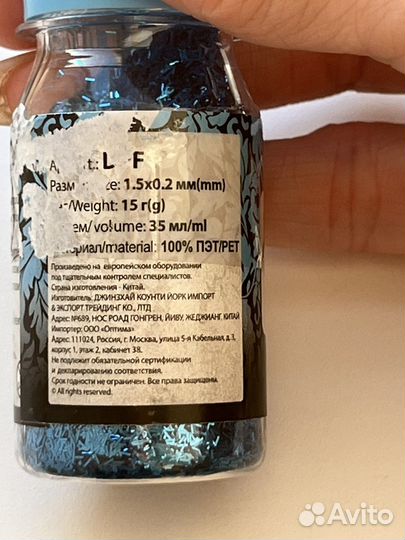 L F
1.5x0.2 мм(mm)
/Weight: 15 г(g)
volume: 35 мл/ml
/material: 100% ПЭТ/PET
Произведено на европейском оборудовании
под тщательным контролем специалистов.
Страна изготовления - Китай.
Изготовитель: ДЖИНЗХАЙ КОУНТИ ЙОРК ИМПОРТ
& ЭКСПОРТ ТРЕЙДИНГ КО., ЛТД
Адрес: №689, НОС РОАД ГОНГРЕН, ЙИВУ, ЖЕДЖИАНГ, КИТАЙ
Импортер: ООО «Оптима»
Адрес: 111024, Россия, г. Москва, улица 5-я Кабельная, д.3,
корпус 1, этаж 2, кабинет 38.
Не подлежит обязательной сертификации
и декларированию соответствия.
Срок годности не ограничен. Все права защищены.
© All rights reserved.
Avito